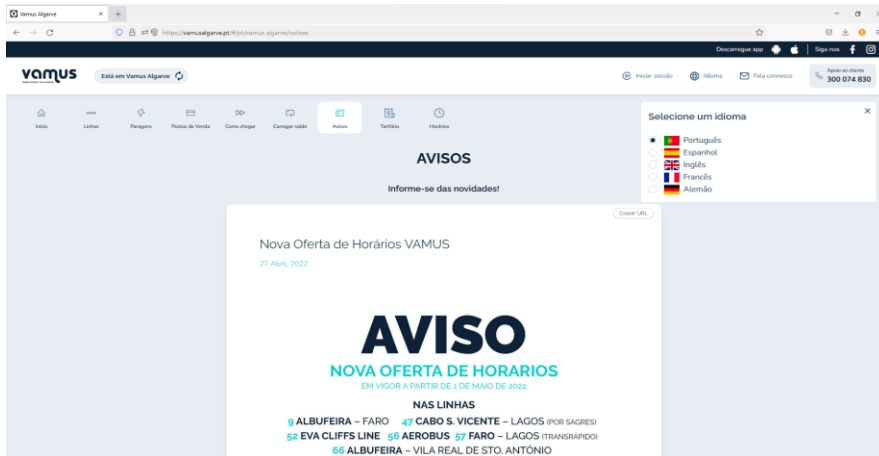 Vamus Algarve
https://vamusalgarve.pt/#/pt/vamus algarve/notices
Descarregue app
Siga-nos
vamus
Está em Vamus Algarve
Iniciar sessão
Idioma
Fala connosco
Apoio ao cliente
300 074 830
Início
Linhas
Paragens
Postos de Venda
Como chegar
Carregar saldo
Avisos
Tarifário
Horários
Selecione um idioma
Português
Espanhol
Inglês
Francês
Alemão
AVISOS
Informe-se das novidades!
Copiar URL
Nova Oferta de Horários VAMUS
27 Abril, 2022
AVISO
NOVA OFERTA DE HORARIOS
EM VIGOR A PARTIR DE 1 DE MAIO DE 2022
NAS LINHAS
9 ALBUFEIRA – FARO 47 CABO S. VICENTE – LAGOS (POR SAGRES)
52 EVA CLIFFS LINE 56 AEROBUS 57 FARO – LAGOS (TRANSRÁPIDO)
66 ALBUFEIRA – VILA REAL DE STO. ANTÓNIO